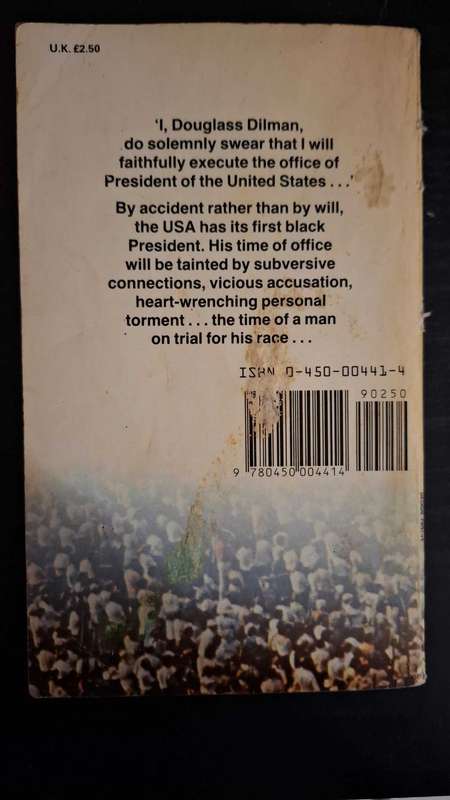 U.K. £2.50
‘I, Douglass Dilman,
do solemnly swear that I will
faithfully execute the office of
President of the United States . . .’
By accident rather than by will,
the USA has its first black
President. His time of office
will be tainted by subversive
connections, vicious accusation,
heart-wrenching personal
torment . . . the time of a man
on trial for his race . . .
ISBN 0-450-00441-4
90250
9 780450 004414